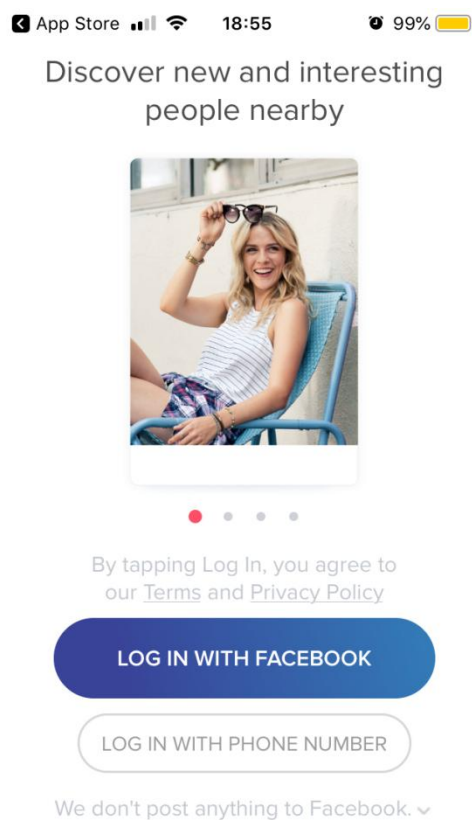 App Store 18:55 99%
Discover new and interesting
people nearby
By tapping Log In, you agree to
our Terms and Privacy Policy
LOG IN WITH FACEBOOK
LOG IN WITH PHONE NUMBER
We don't post anything to Facebook.